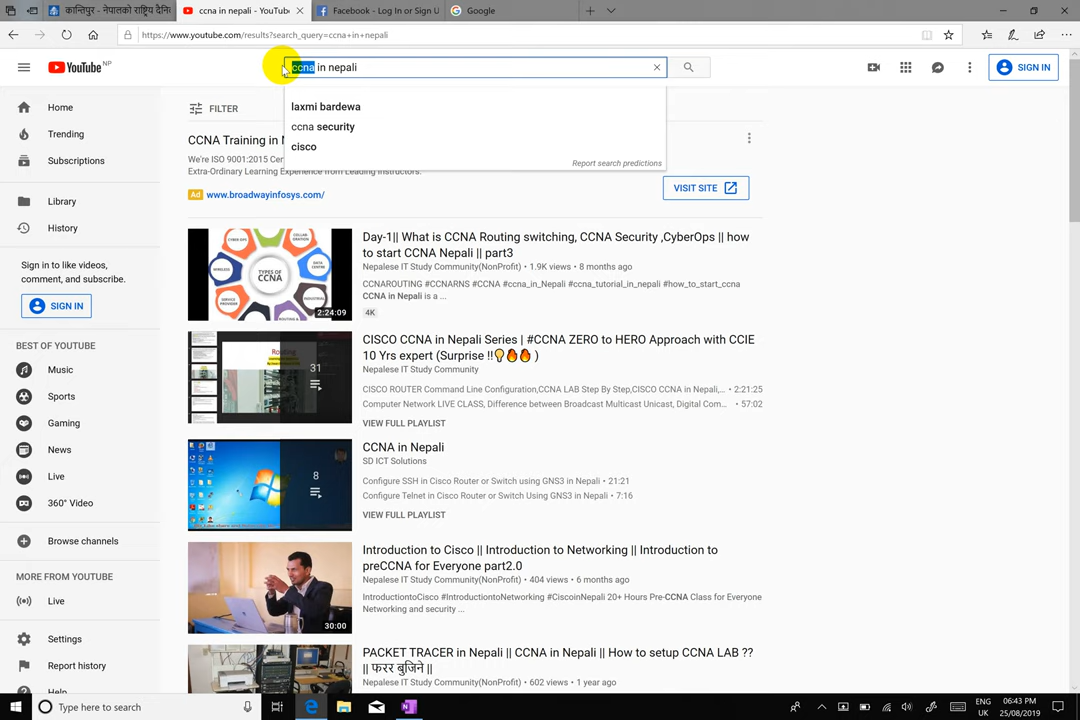 कान्तिपुर - नेपालको राष्ट्रिय दैनि
ccna in nepali - YouTub
Facebook - Log In or Sign U
Google
https://www.youtube.com/results?search_query=ccna+in+nepali
YouTube NP
ccna in nepali
SIGN IN
laxmi bardewa
ccna security
cisco
Report search predictions
Home
Trending
Subscriptions
Library
History
Sign in to like videos,
comment, and subscribe.
SIGN IN
BEST OF YOUTUBE
Music
Sports
Gaming
News
Live
360° Video
Browse channels
MORE FROM YOUTUBE
Live
Settings
Report history
Help
FILTER
CCNA Training in
We're ISO 9001:2015 Cer
Extra-Ordinary Learning Experience from Leading Instructors.
Ad www.broadwayinfosys.com/
VISIT SITE
CYBER OPS
COLLABORATION
WIRELESS
DATA CENTRE
TYPES OF CCNA
SERVICE PROVIDER
INDUSTRIAL
2:24:09
Day-1|| What is CCNA Routing switching, CCNA Security ,CyberOps || how
to start CCNA Nepali || part3
Nepalese IT Study Community(NonProfit) • 1.9K views • 8 months ago
CCNAROUTING #CCNARNS #CCNA #ccna_in_Nepali #ccna_tutorial_in_nepali #how_to_start_ccna
CCNA in Nepali is a ...
4K
Routing
31
CISCO CCNA in Nepali Series | #CCNA ZERO to HERO Approach with CCIE
10 Yrs expert (Surprise !!💡🔥🔥 )
Nepalese IT Study Community
CISCO ROUTER Command Line Configuration,CCNA LAB Step By Step,CISCO CCNA in Nepali,... • 2:21:25
Computer Network LIVE CLASS, Difference between Broadcast Multicast Unicast, Digital Com... • 57:02
VIEW FULL PLAYLIST
8
CCNA in Nepali
SD ICT Solutions
Configure SSH in Cisco Router or Switch using GNS3 in Nepali • 21:21
Configure Telnet in Cisco Router or Switch Using GNS3 in Nepali • 7:16
VIEW FULL PLAYLIST
30:00
Introduction to Cisco || Introduction to Networking || Introduction to
preCCNA for Everyone part2.0
Nepalese IT Study Community(NonProfit) • 404 views • 6 months ago
IntroductiontoCisco #IntroductiontoNetworking #CiscoinNepali 20+ Hours Pre-CCNA Class for Everyone
Networking and security ...
PACKET TRACER in Nepali || CCNA in Nepali || How to setup CCNA LAB ??
|| फरर बुजिने ||
Nepalese IT Study Community(NonProfit) • 602 views • 1 year ago
Type here to search
ENG
UK
06:43 PM
25/08/2019